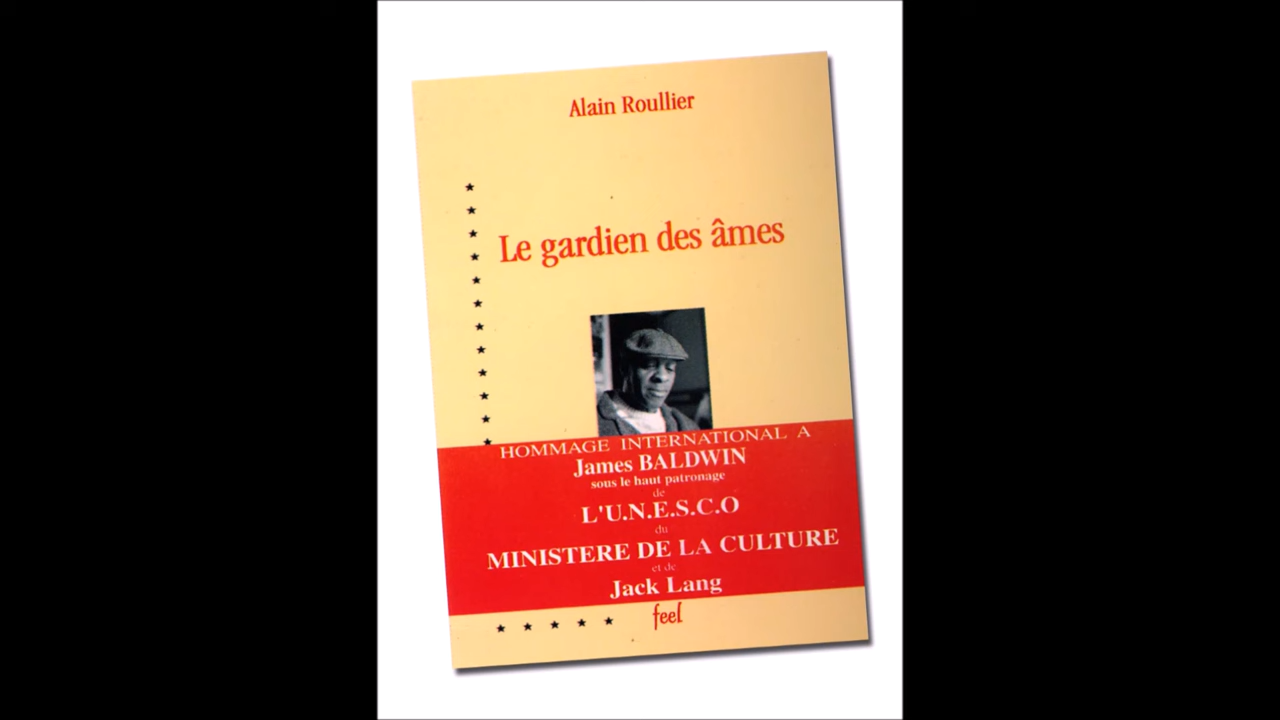 Alain Roullier
Le gardien des âmes
HOMMAGE INTERNATIONAL A
James BALDWIN
sous le haut patronage
de
L'U.N.E.S.C.O
du
MINISTERE DE LA CULTURE
et de
Jack Lang
feel